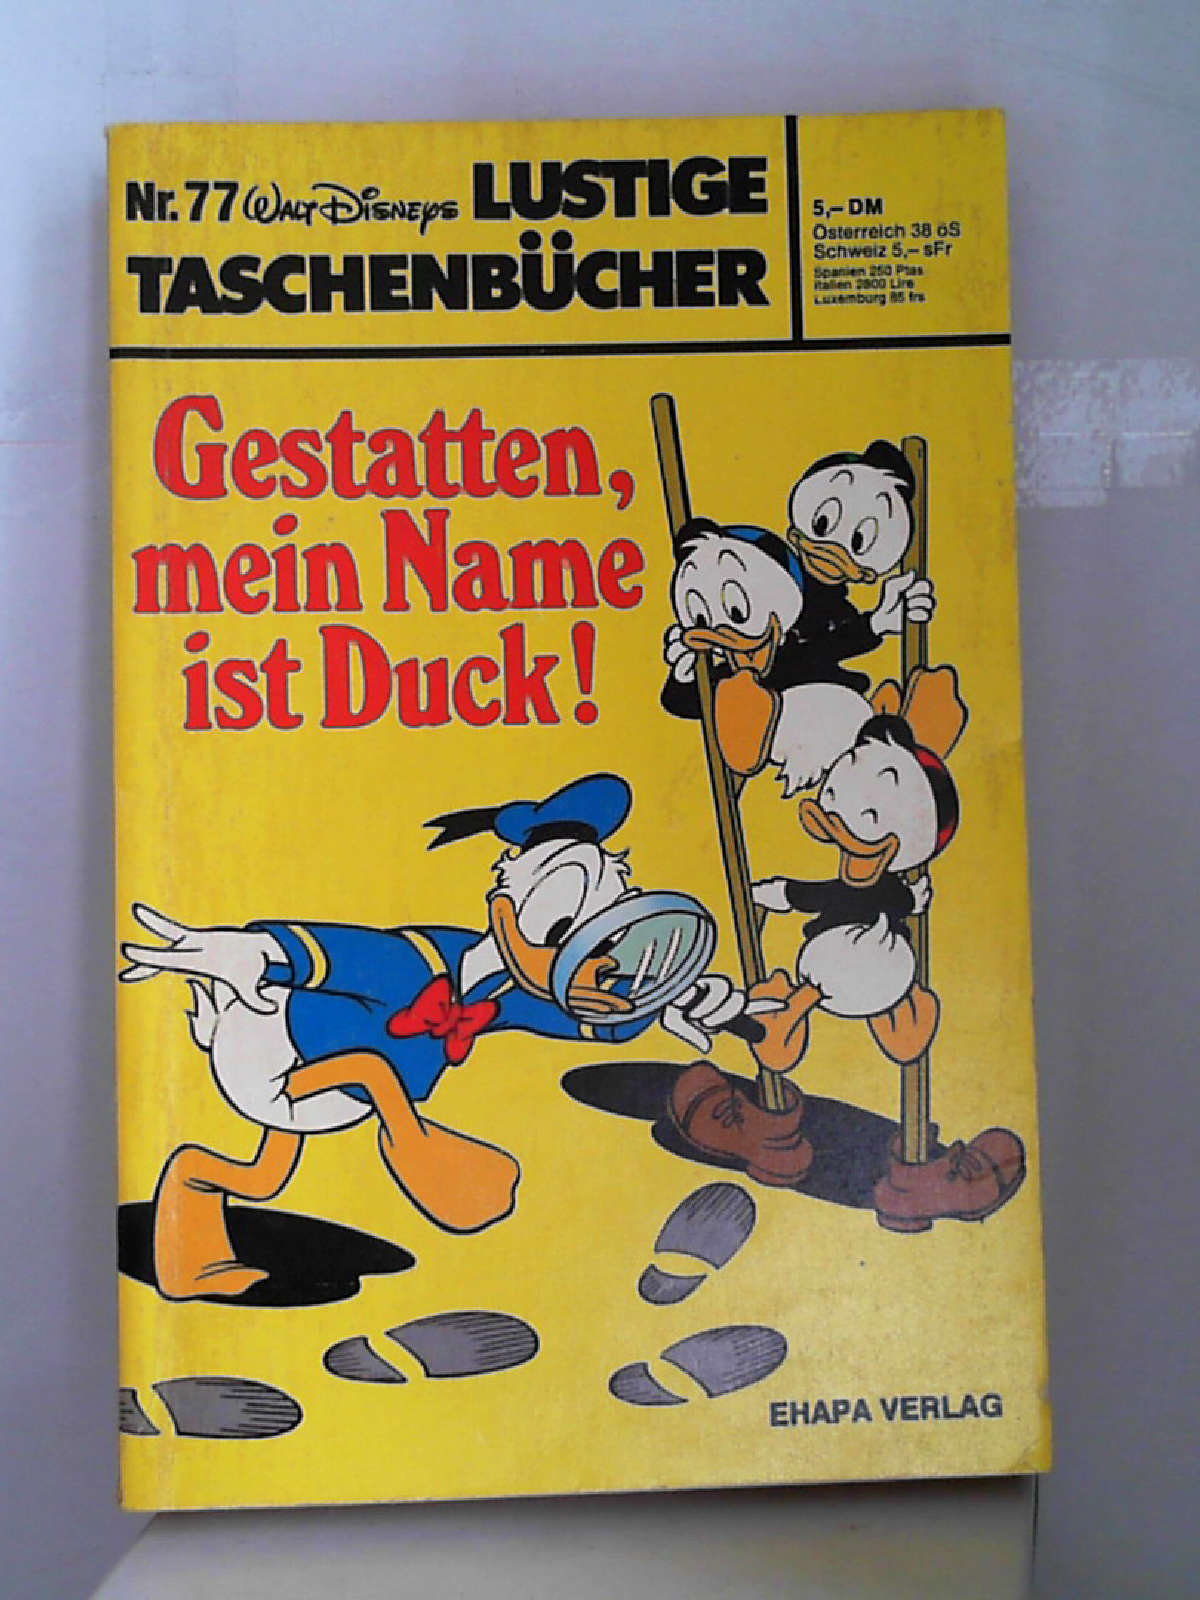 Nr. 77 Walt Disneys LUSTIGE
TASCHENBÜCHER
5,– DM
Österreich 38 öS
Schweiz 5,– sFr
Spanien 250 Ptas
Italien 2800 Lire
Luxemburg 85 frs
Gestatten,
mein Name
ist Duck!
EHAPA VERLAG